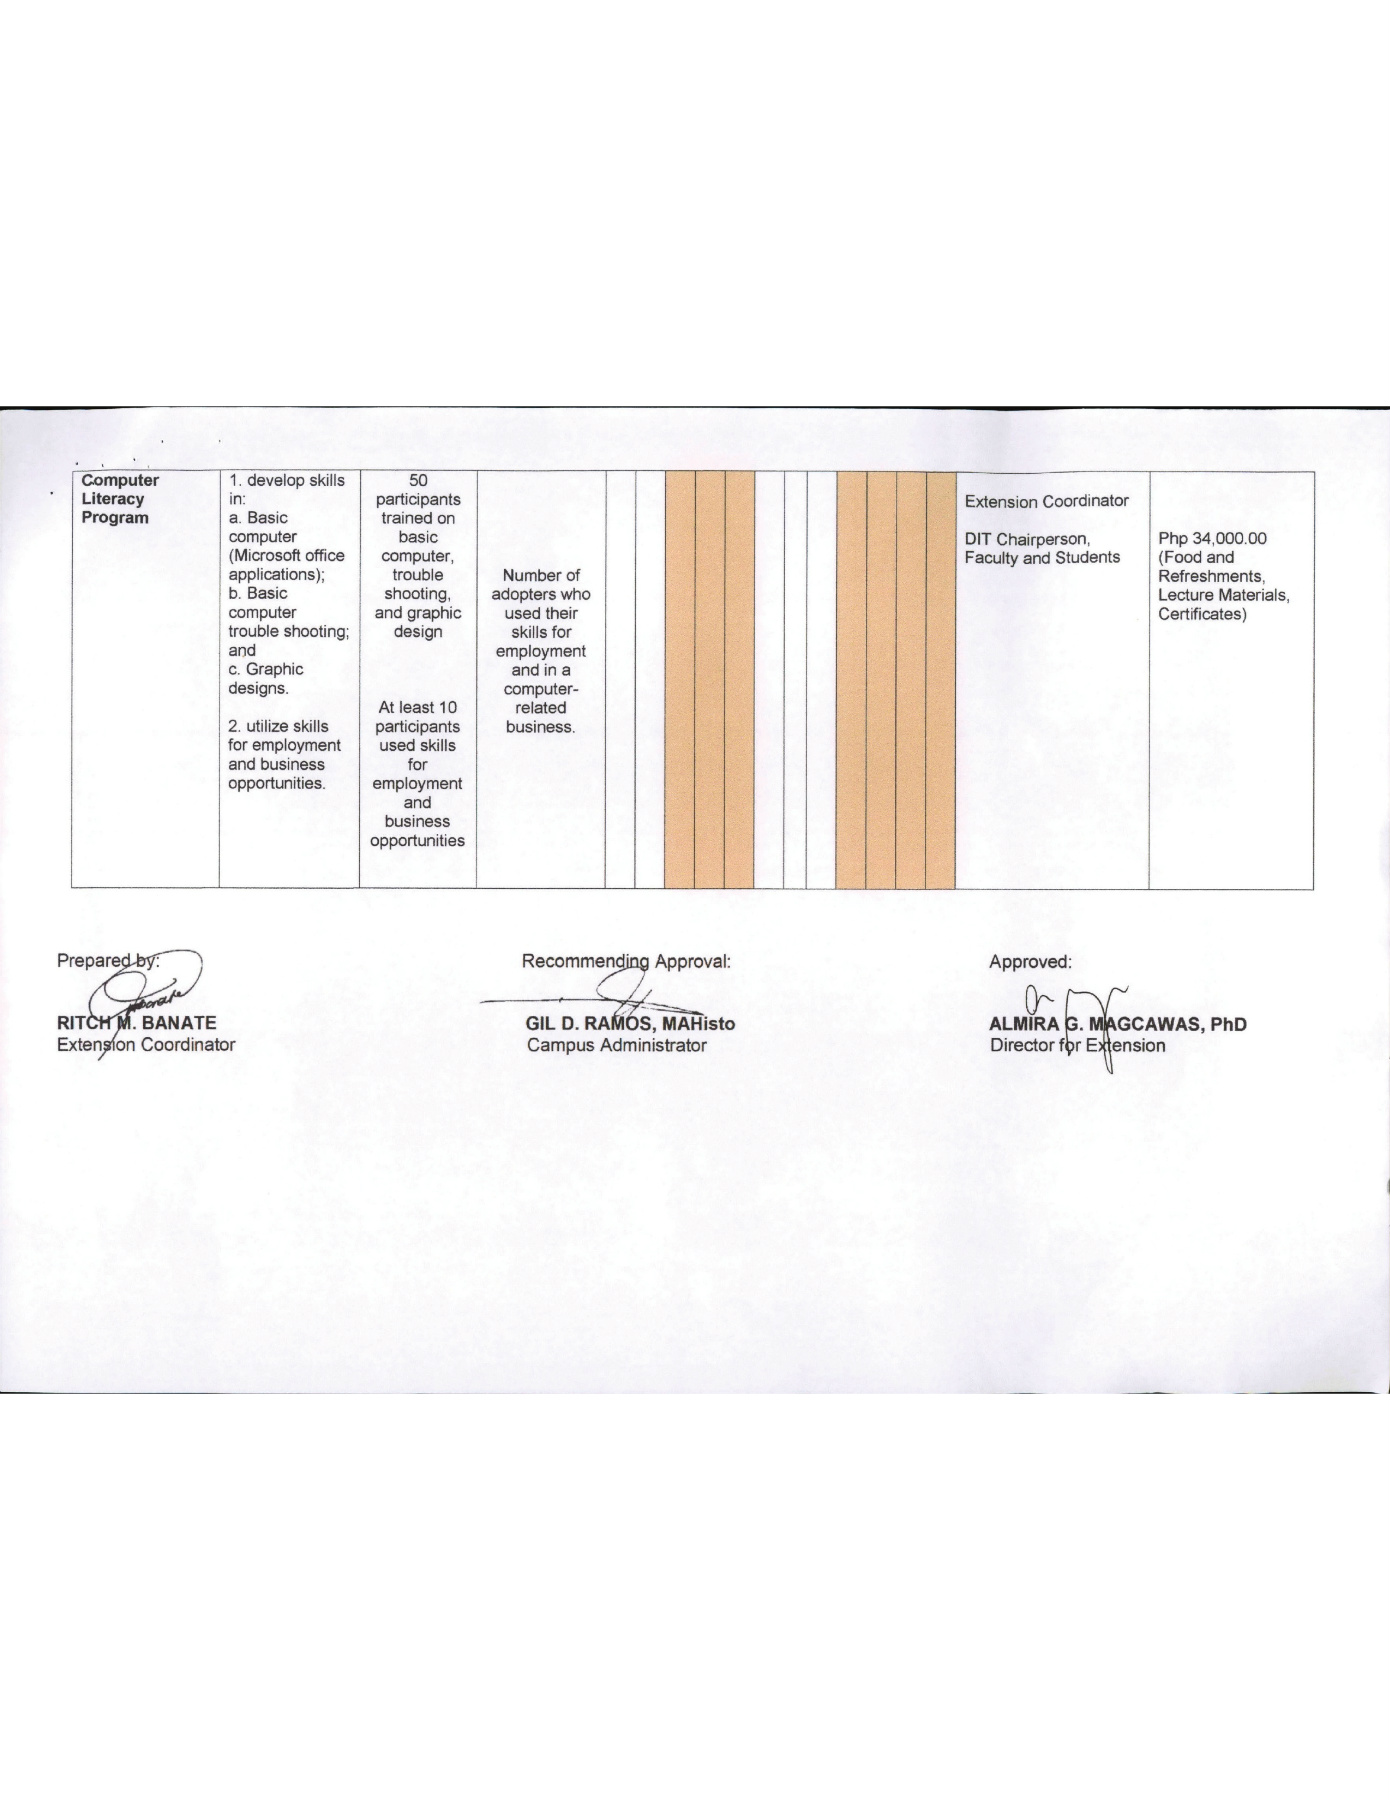 Computer
Literacy
Program
1. develop skills
in:
a. Basic
computer
(Microsoft office
applications);
b. Basic
computer
trouble shooting;
and
c. Graphic
designs.
2. utilize skills
for employment
and business
opportunities.
50
participants
trained on
basic
computer,
trouble
shooting,
and graphic
design
At least 10
participants
used skills
for
employment
and
business
opportunities
Number of
adopters who
used their
skills for
employment
and in a
computer-
related
business.
Extension Coordinator
DIT Chairperson,
Faculty and Students
Php 34,000.00
(Food and
Refreshments,
Lecture Materials,
Certificates)
Prepared by:
RITCH M. BANATE
Extension Coordinator
Recommending Approval:
GIL D. RAMOS, MAHisto
Campus Administrator
Approved:
ALMIRA G. MAGCAWAS, PhD
Director for Extension